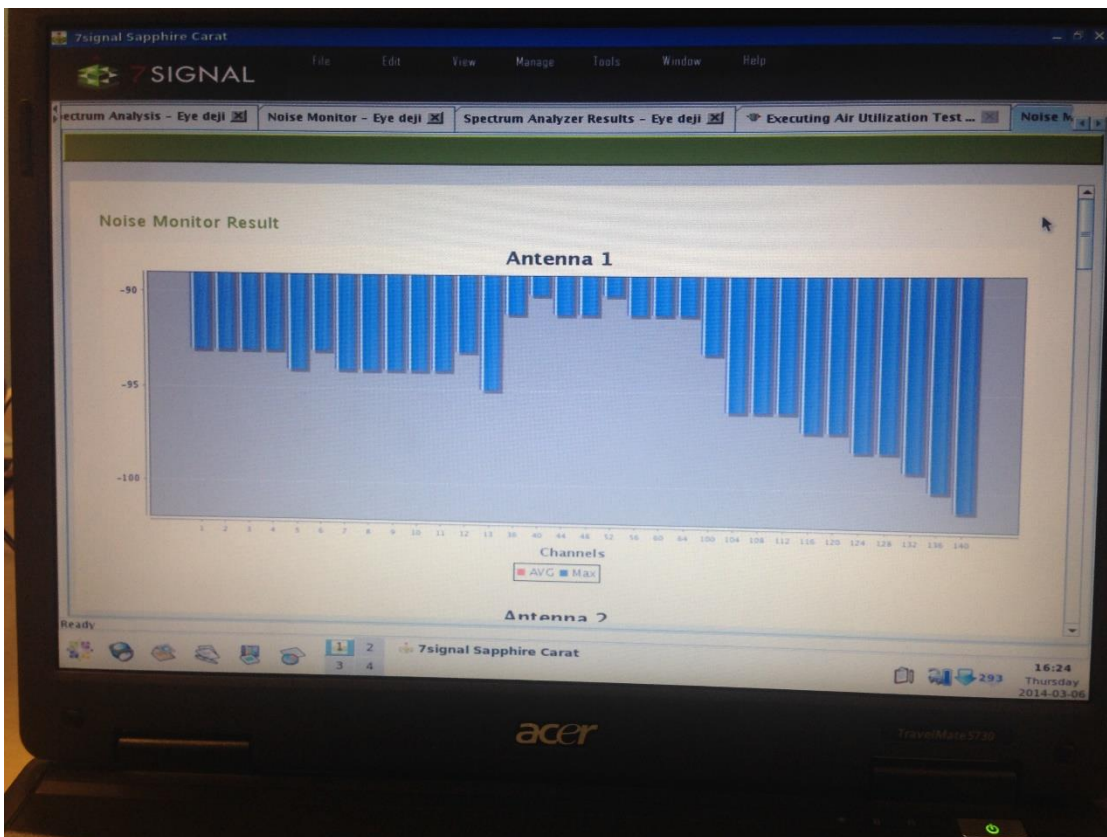 7signal Sapphire Carat
7SIGNAL
File Edit View Manage Tools Window Help
ectrum Analysis - Eye deji Noise Monitor - Eye deji Spectrum Analyzer Results - Eye deji Executing Air Utilization Test ... Noise M
Noise Monitor Result
Antenna 1
-90
-95
-100
1 2 3 4 5 6 7 8 9 10 11 12 13 36 40 44 48 52 56 60 64 100 104 108 112 116 120 124 128 132 136 140
Channels
AVG Max
Antenna 2
Ready
1 2
3 4
7signal Sapphire Carat
293
16:24
Thursday
2014-03-06
acer
TravelMate 5730